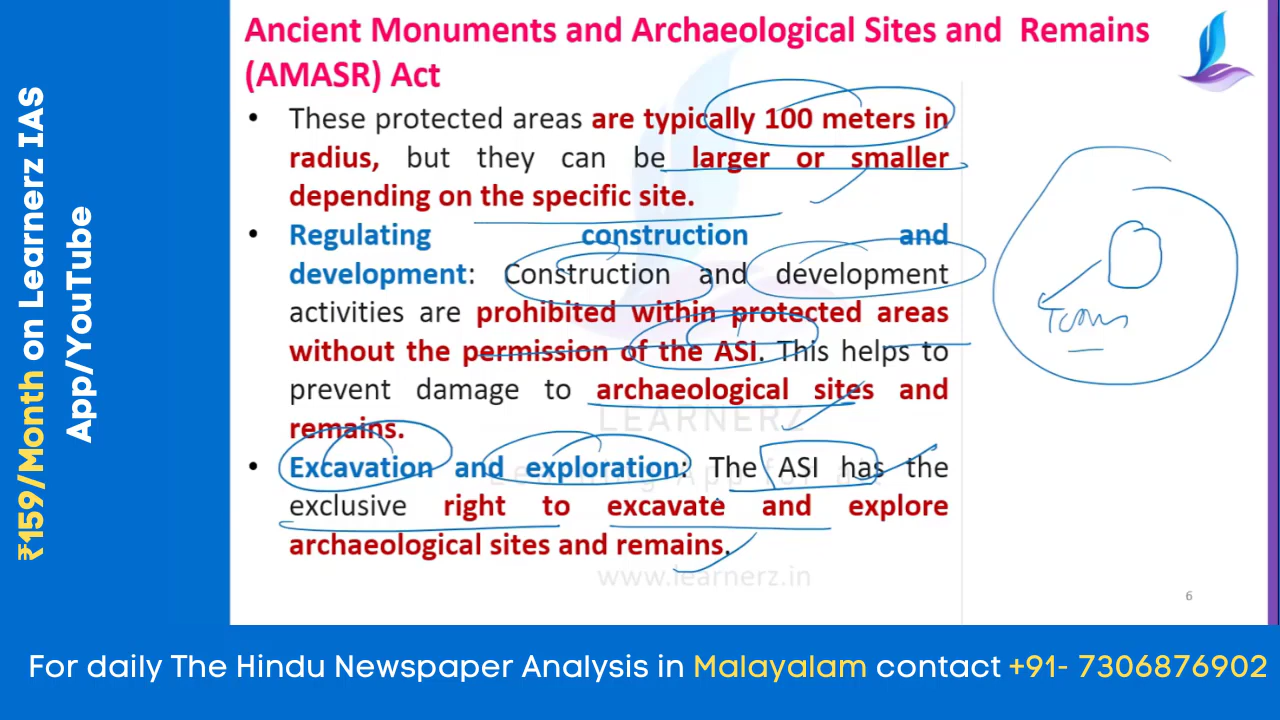 ₹159/Month on Learnerz IAS
App/YouTube
Ancient Monuments and Archaeological Sites and Remains
(AMASR) Act
• These protected areas are typically 100 meters in
radius, but they can be larger or smaller
depending on the specific site.
• Regulating construction and
development: Construction and development
activities are prohibited within protected areas
without the permission of the ASI. This helps to
prevent damage to archaeological sites and
remains.
• Excavation and exploration: The ASI has the
exclusive right to excavate and explore
archaeological sites and remains.
LEARNERZ
Learning App for all
www.learnerz.in
6
For daily The Hindu Newspaper Analysis in Malayalam contact +91- 7306876902